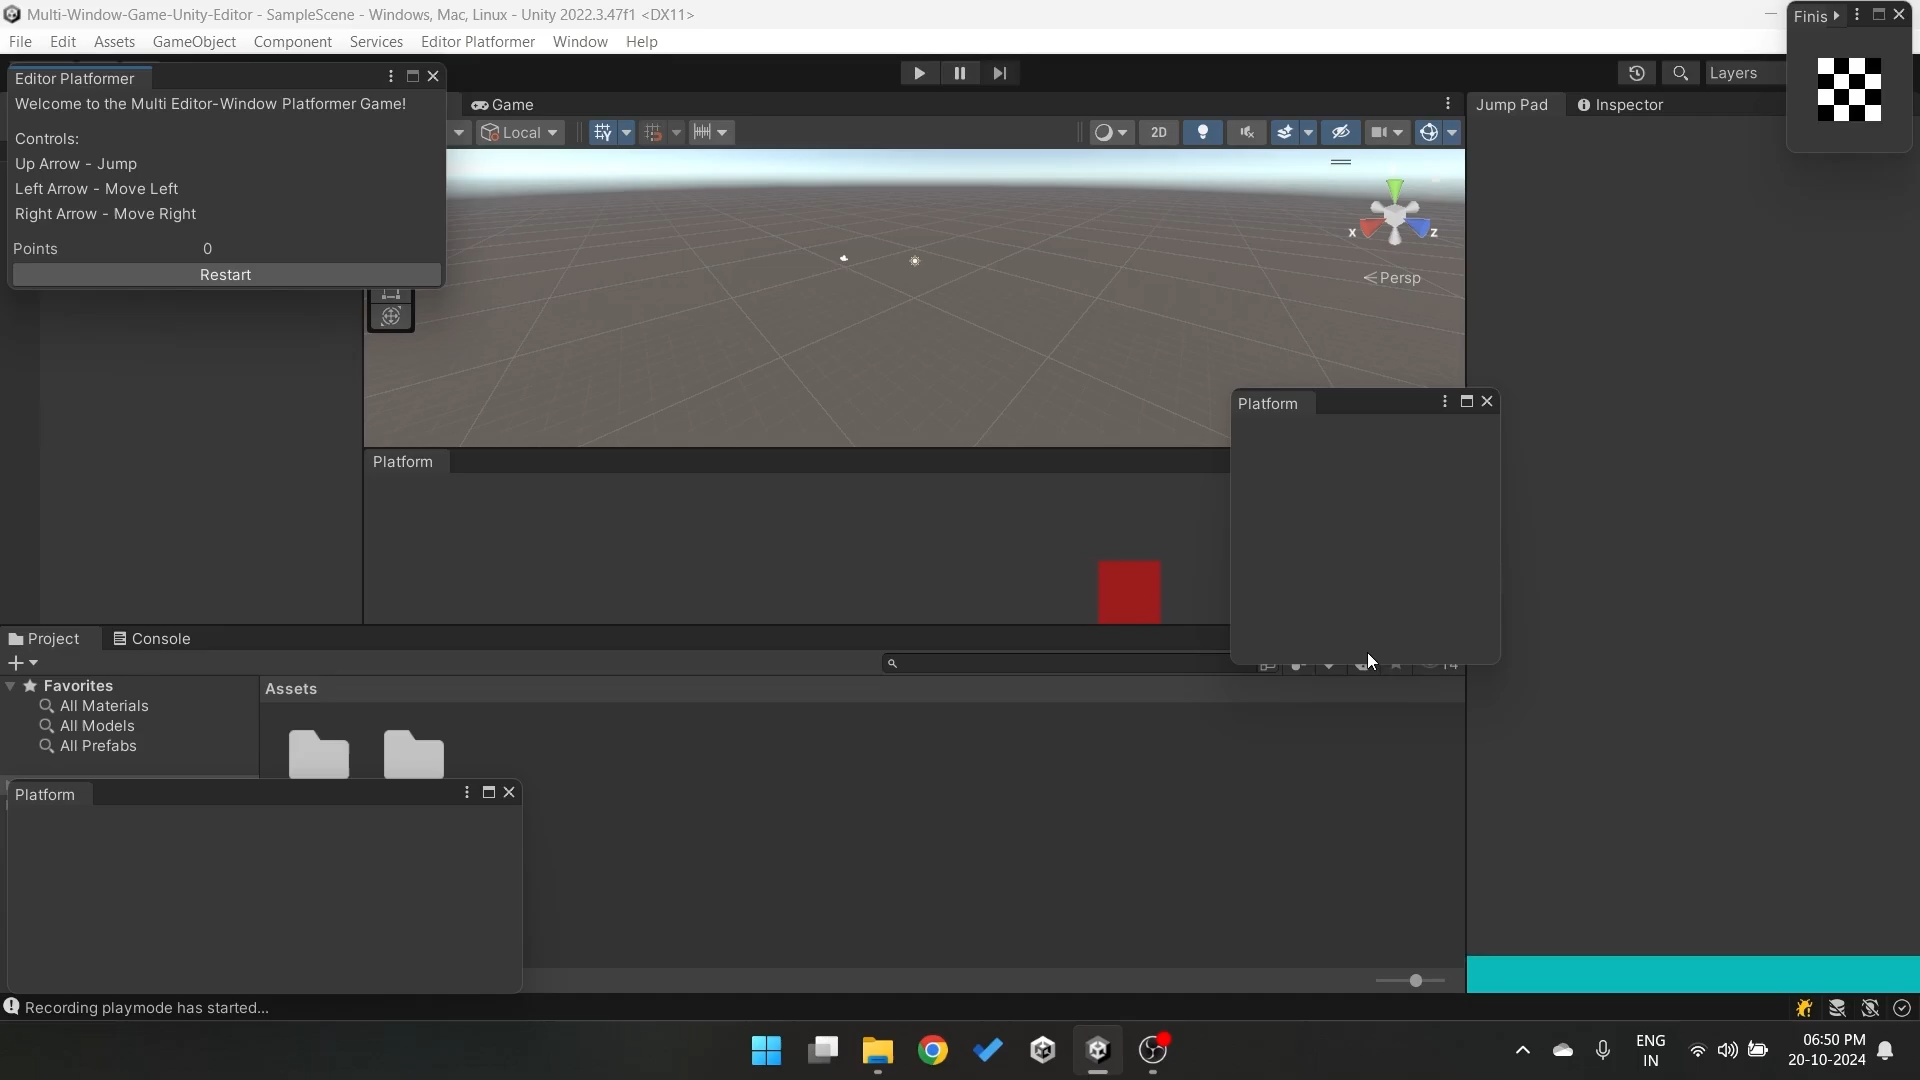 Multi-Window-Game-Unity-Editor - SampleScene - Windows, Mac, Linux - Unity 2022.3.47f1 <DX11>
Finis
File Edit Assets GameObject Component Services Editor Platformer Window Help
Editor Platformer
Layers
Welcome to the Multi Editor-Window Platformer Game!
Game
Jump Pad Inspector
Controls:
Local
2D
Up Arrow - Jump
Left Arrow - Move Left
Right Arrow - Move Right
x z
Points 0
Restart
Persp
Platform
Platform
Project Console
Favorites
Assets
All Materials
All Models
All Prefabs
Platform
Recording playmode has started...
ENG
IN
06:50 PM
20-10-2024